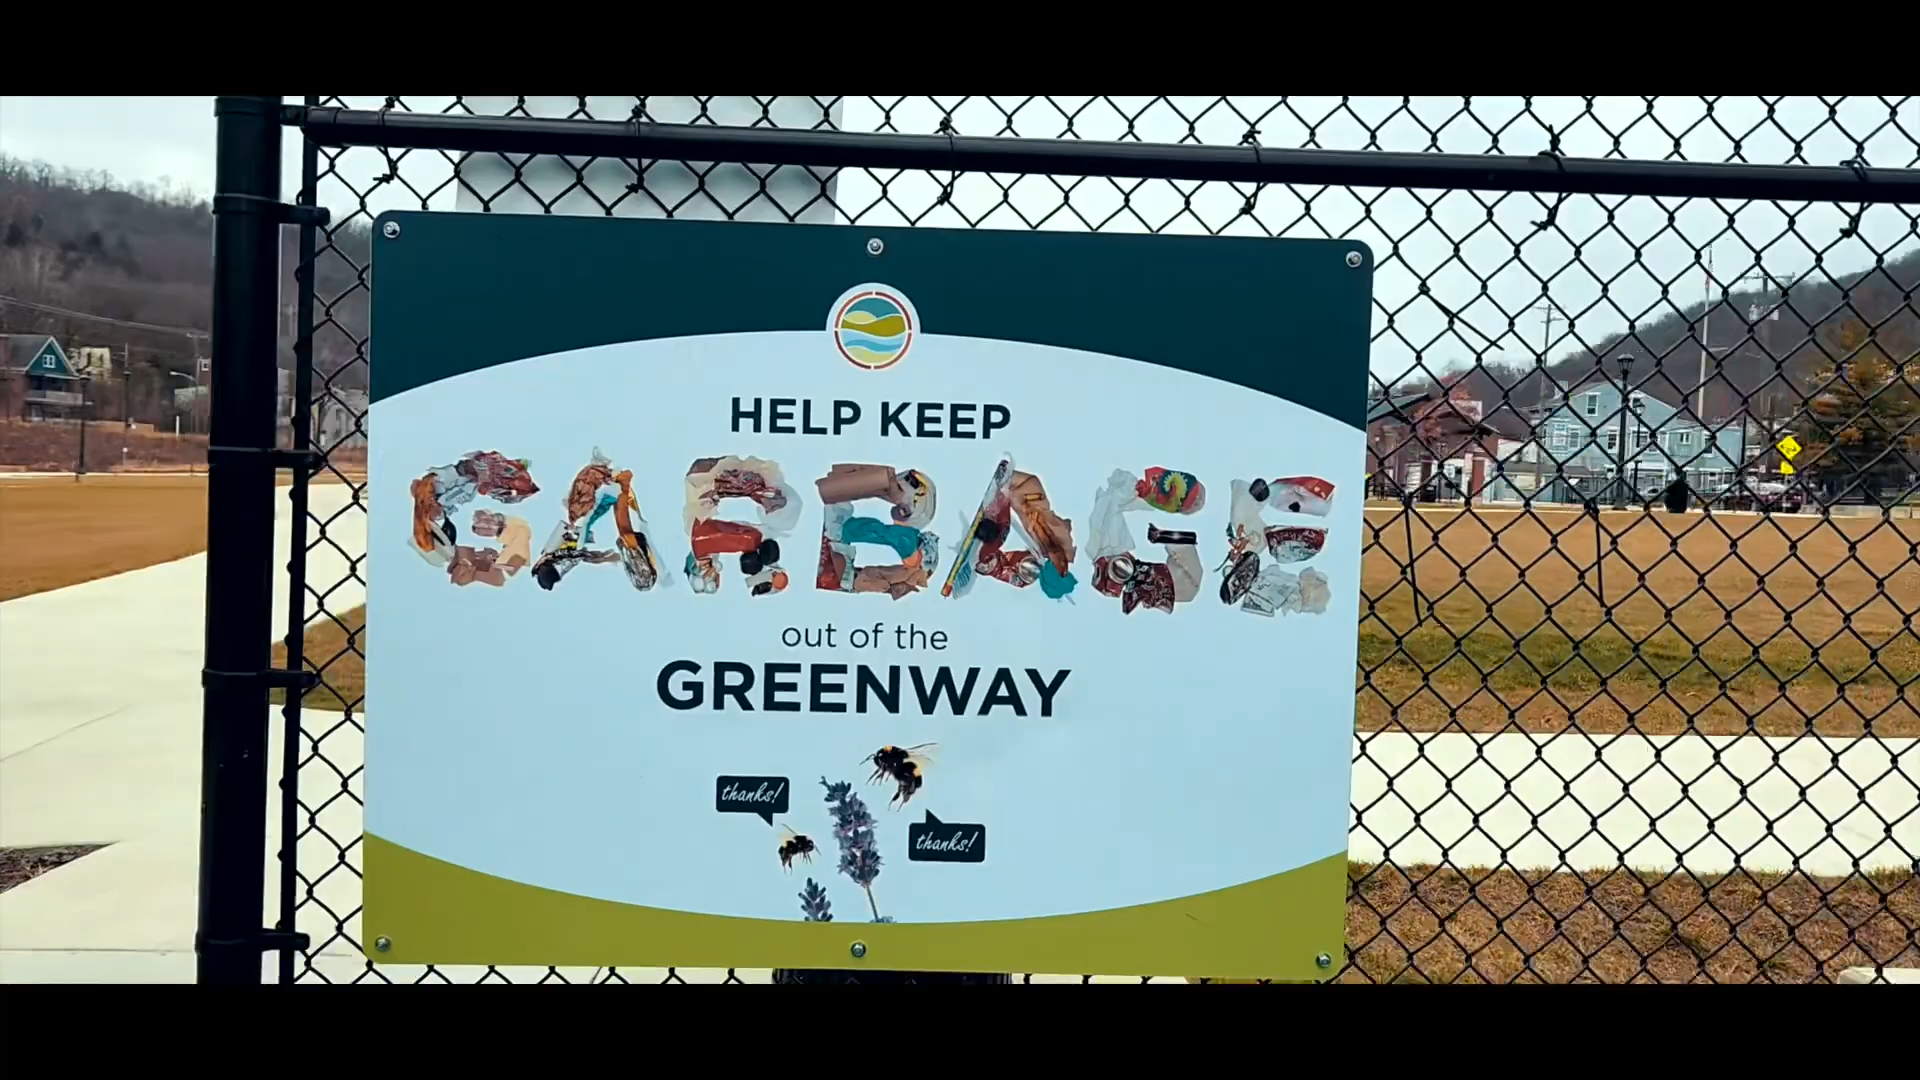 HELP KEEP
GARBAGE
out of the
GREENWAY
thanks!
thanks!